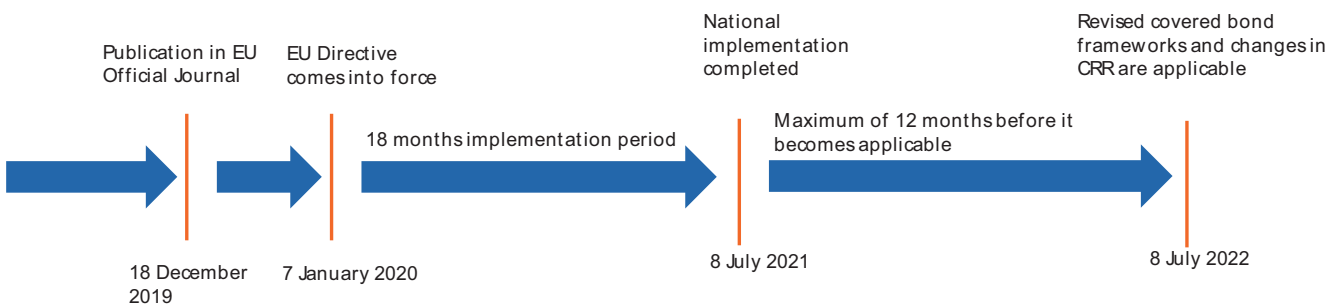 Publication in EU
Official Journal
EU Directive
comes into force
18 months implementation period
National
implementation
completed
Maximum of 12 months before it
becomes applicable
Revised covered bond
frameworks and changes in
CRR are applicable
18 December
2019
7 January 2020
8 July 2021
8 July 2022